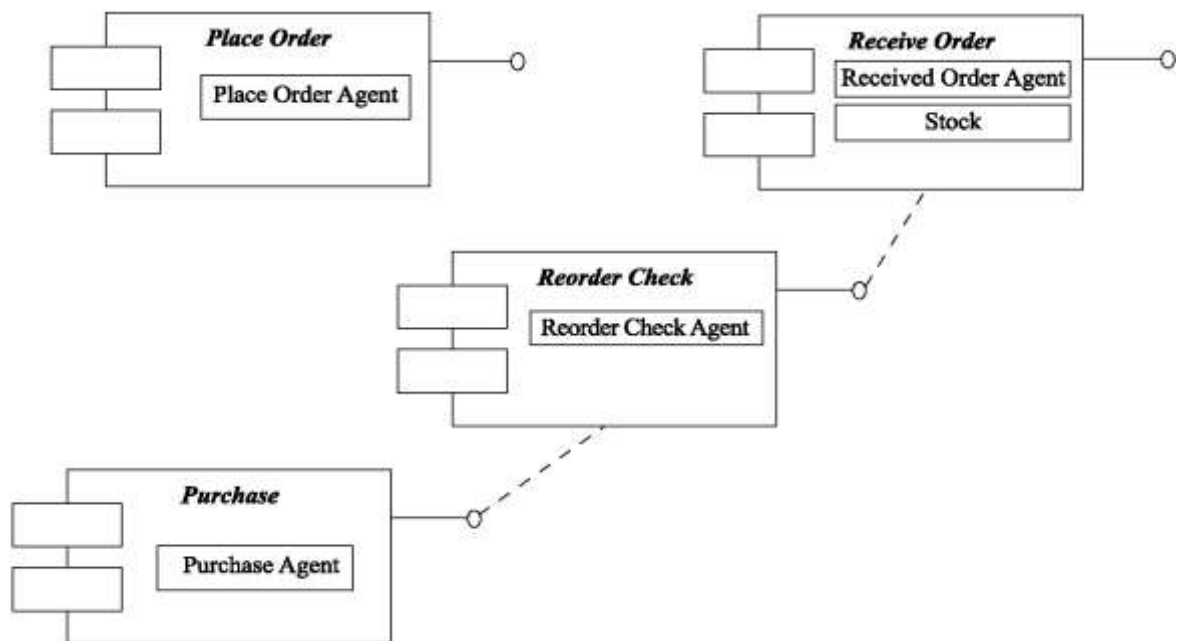 Place Order
Place Order Agent
Receive Order
Received Order Agent
Stock
Reorder Check
Reorder Check Agent
Purchase
Purchase Agent